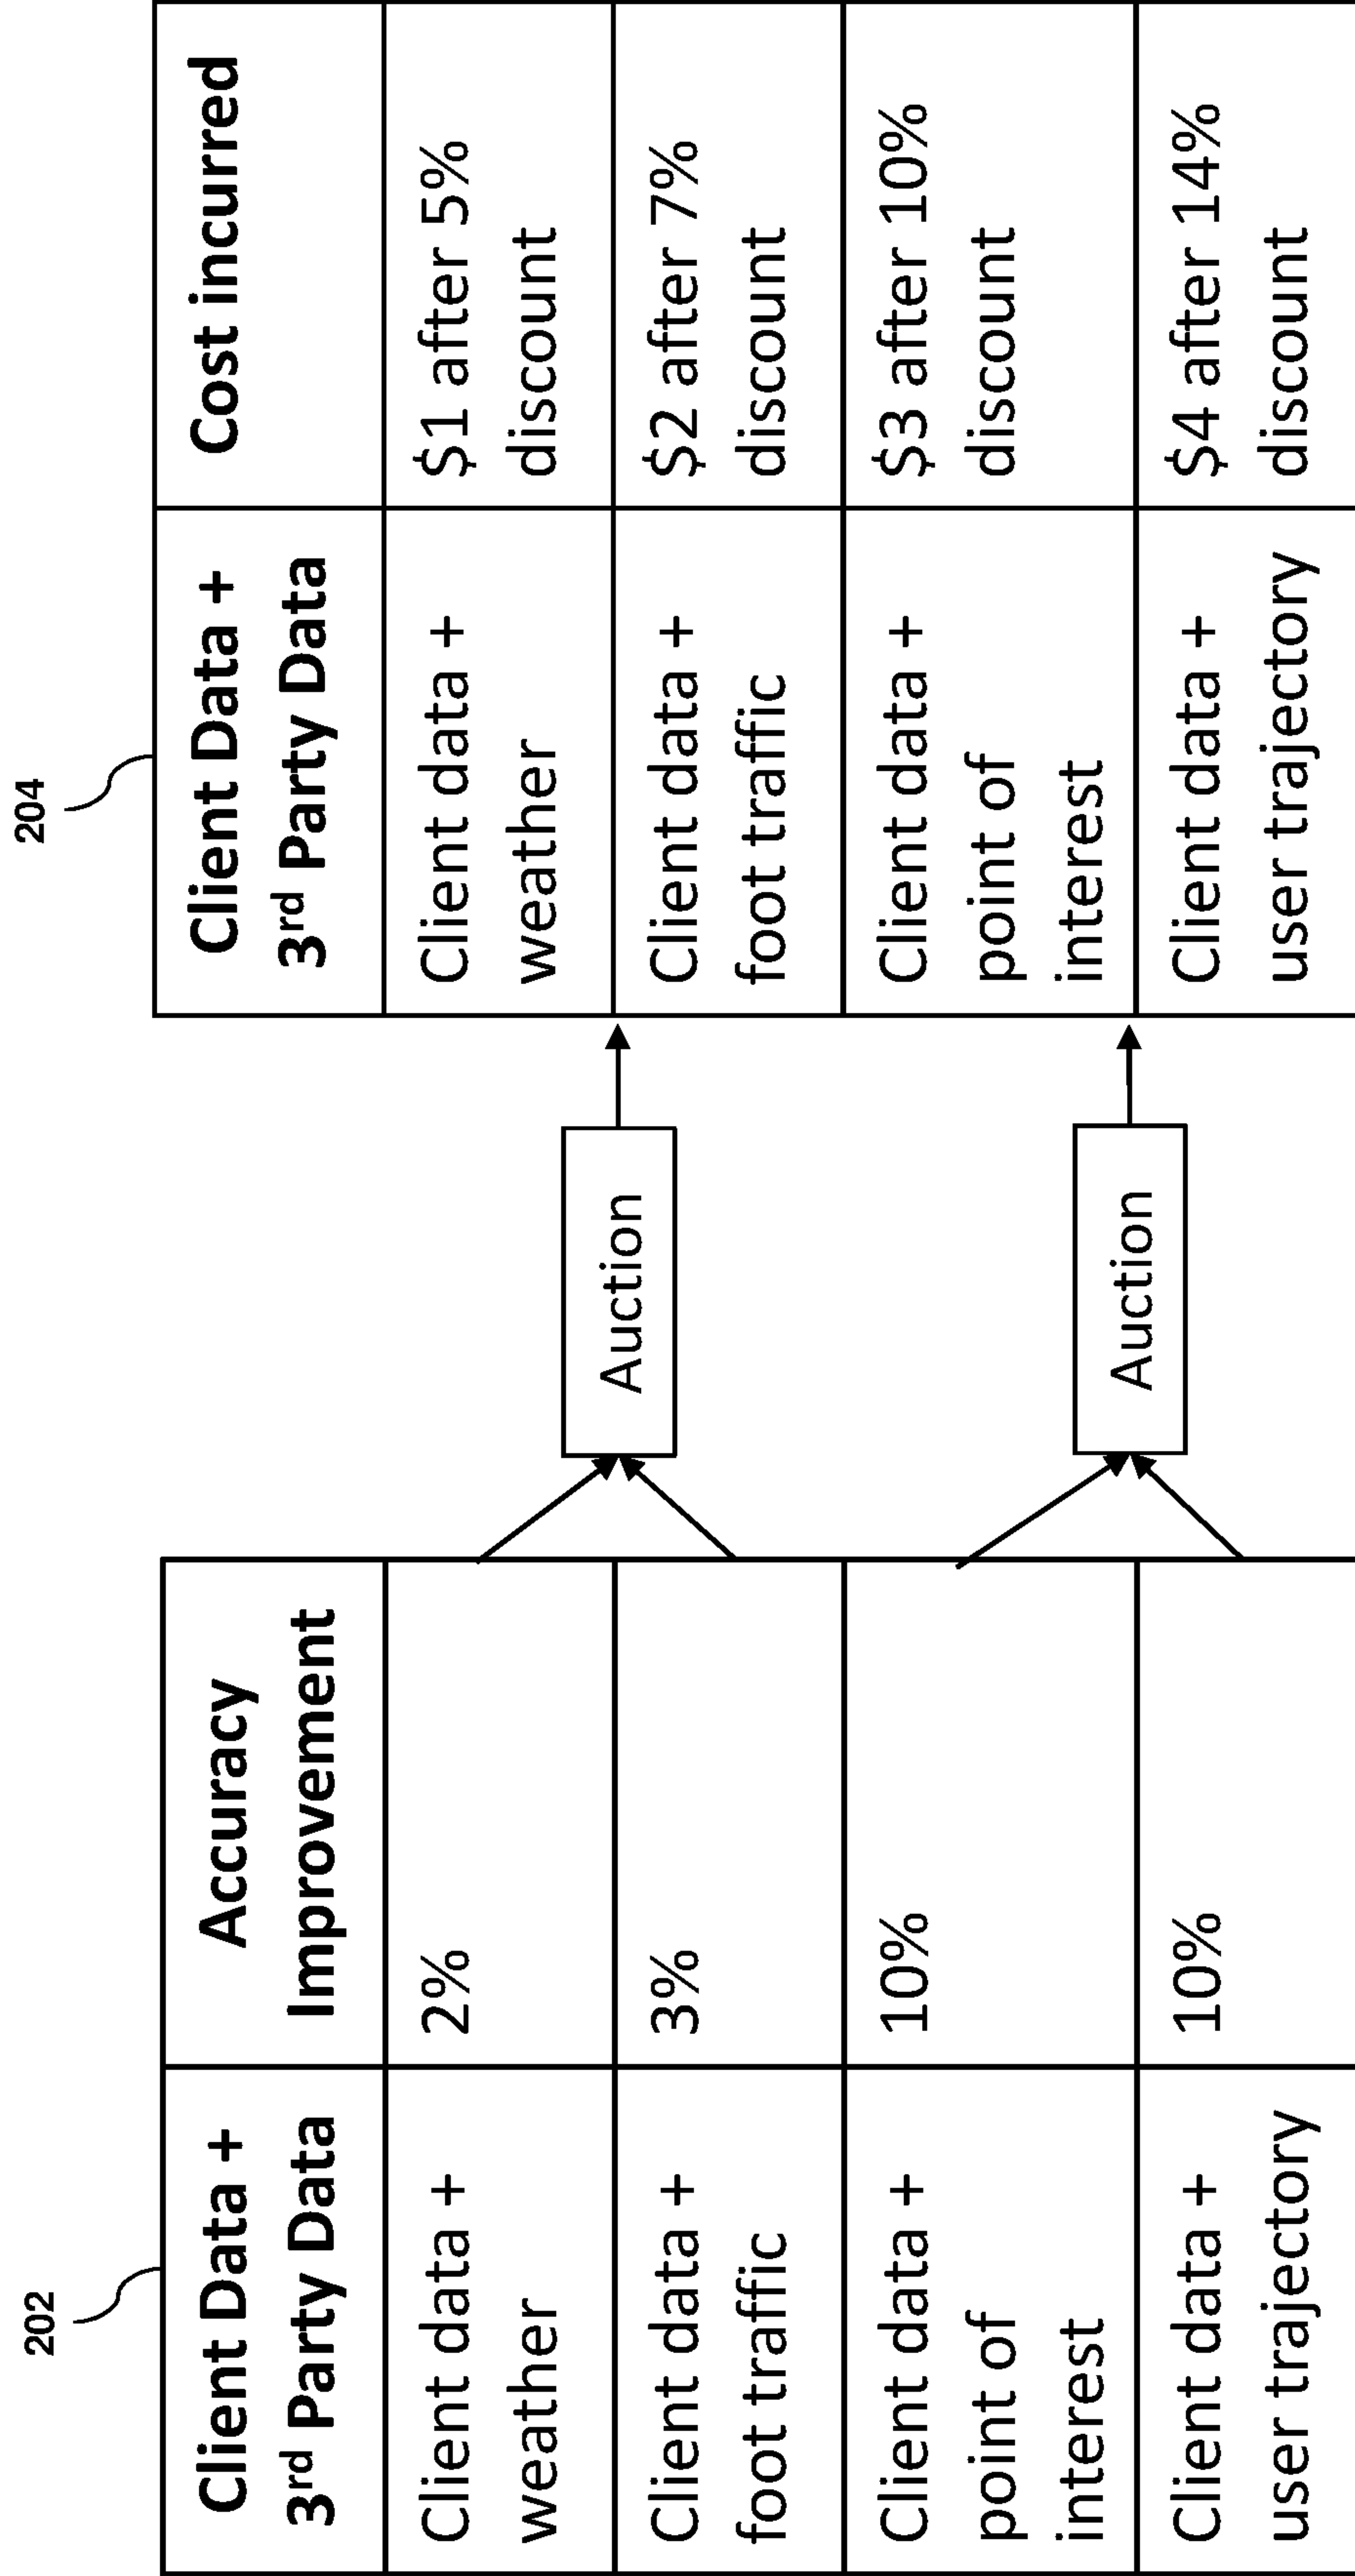 202
Client Data +
3rd Party Data
Accuracy
Improvement
Client data +
weather
2%
Client data +
foot traffic
3%
Client data +
point of
interest
10%
Client data +
user trajectory
10%
Auction
Auction
204
Client Data +
3rd Party Data
Cost incurred
Client data +
weather
$1 after 5%
discount
Client data +
foot traffic
$2 after 7%
discount
Client data +
point of
interest
$3 after 10%
discount
Client data +
user trajectory
$4 after 14%
discount